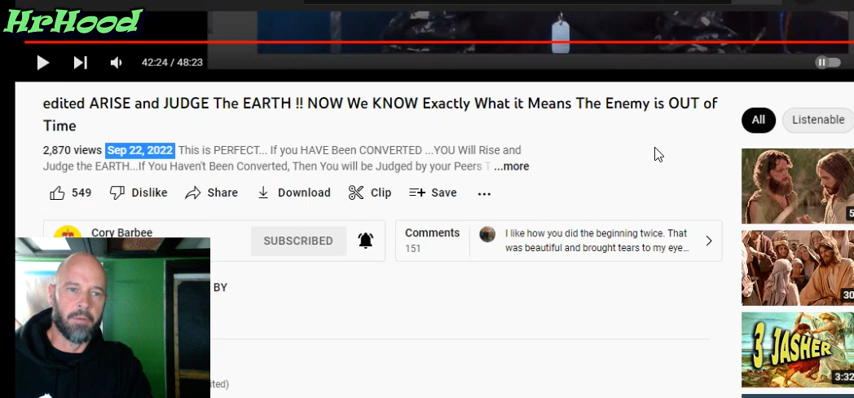 HrHood
42:24 / 48:23
edited ARISE and JUDGE The EARTH !! NOW We KNOW Exactly What it Means The Enemy is OUT of
Time
2,870 views Sep 22, 2022 This is PERFECT... If you HAVE Been CONVERTED ...YOU Will Rise and
Judge the EARTH...If You Haven't Been Converted, Then You will be Judged by your Peers T ...more
549 Dislike Share Download Clip Save
All Listenable
Cory Barbee
SUBSCRIBED
Comments
151
I like how you did the beginning twice. That
was beautiful and brought tears to my eye...
BY
ited)
5
30
3 JASHER
3:32